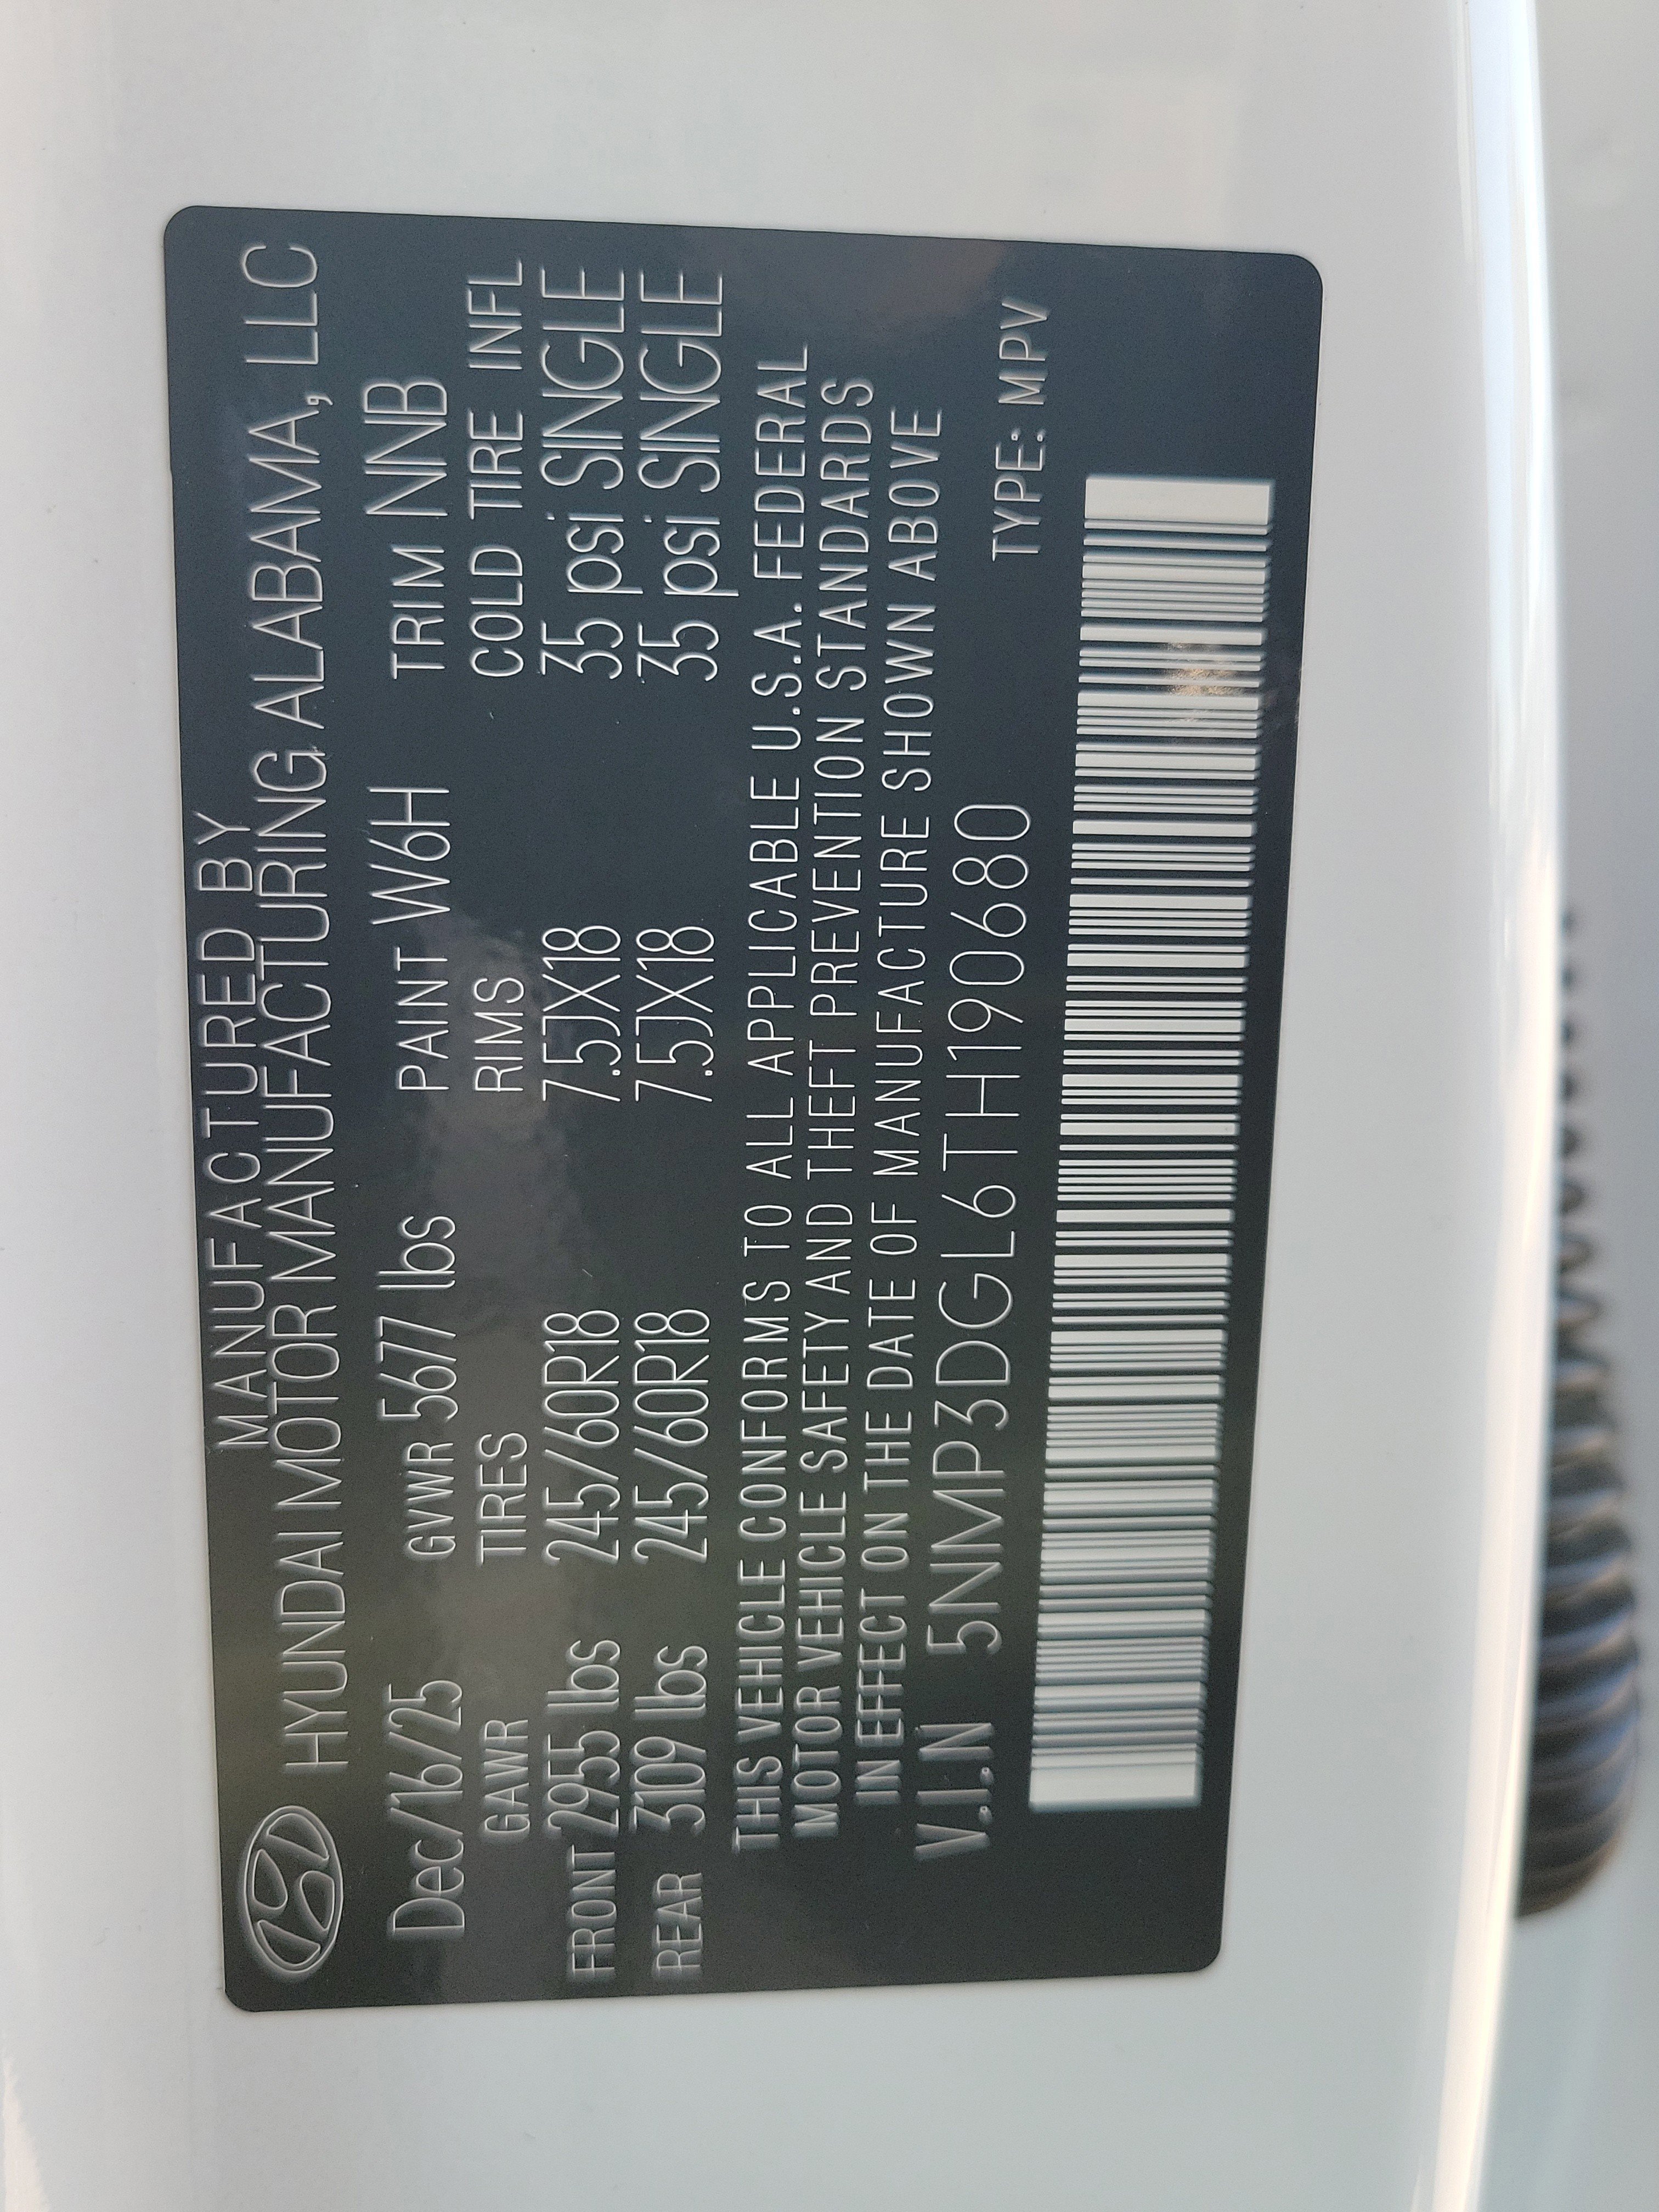 MANUFACTURED BY
HYUNDAI MOTOR MANUFACTURING ALABAMA, LLC
Dec/16/25 GVWR 5677 lbs PAINT W6H TRIM NNB
GAWR TIRES RIMS COLD TIRE INFL
FRONT 2955 lbs 245/60R18 7.5JX18 35 psi SINGLE
REAR 3109 lbs 245/60R18 7.5JX18 35 psi SINGLE
THIS VEHICLE CONFORMS TO ALL APPLICABLE U.S.A. FEDERAL
MOTOR VEHICLE SAFETY AND THEFT PREVENTION STANDARDS
IN EFFECT ON THE DATE OF MANUFACTURE SHOWN ABOVE
V.I.N 5NMP3DGL6TH190680
TYPE: MPV